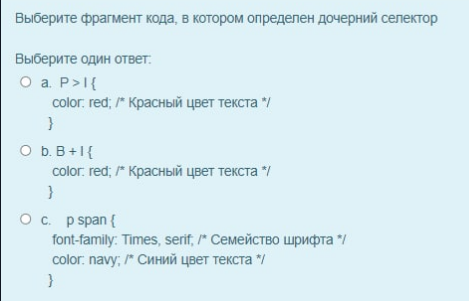 Выберите фрагмент кода, в котором определен дочерний селектор
Выберите один ответ:
a. P > I {
color: red; /* Красный цвет текста */
}
b. B + I {
color: red; /* Красный цвет текста */
}
c. p span {
font-family: Times, serif; /* Семейство шрифта */
color: navy; /* Синий цвет текста */
}